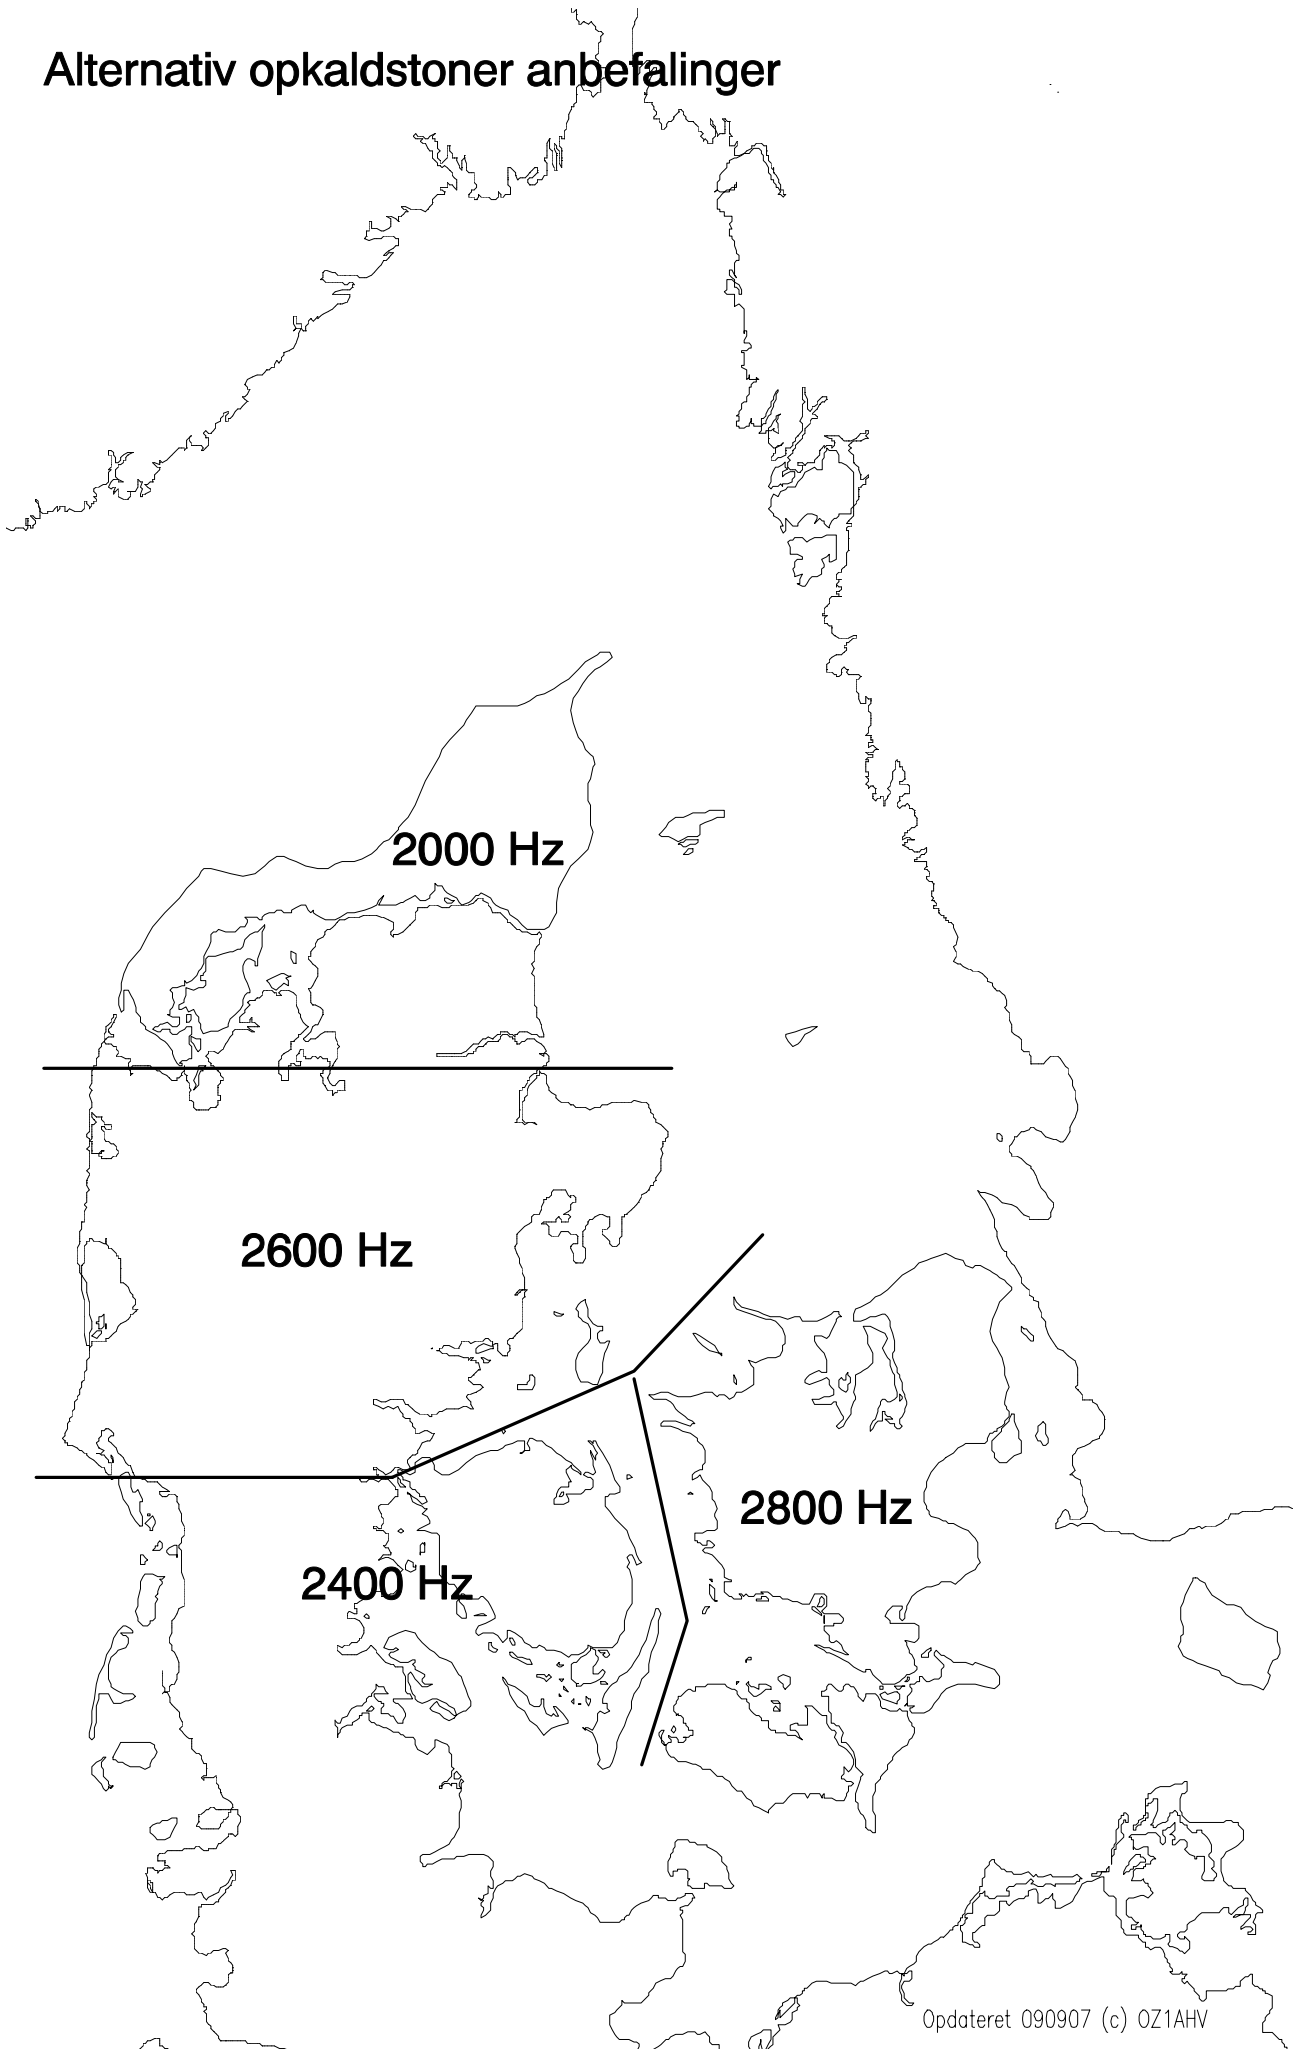 Alternativ opkaldstoner anbefalinger
2000 Hz
2600 Hz
2800 Hz
2400 Hz
Opdateret 090907 (c) OZ1AHV